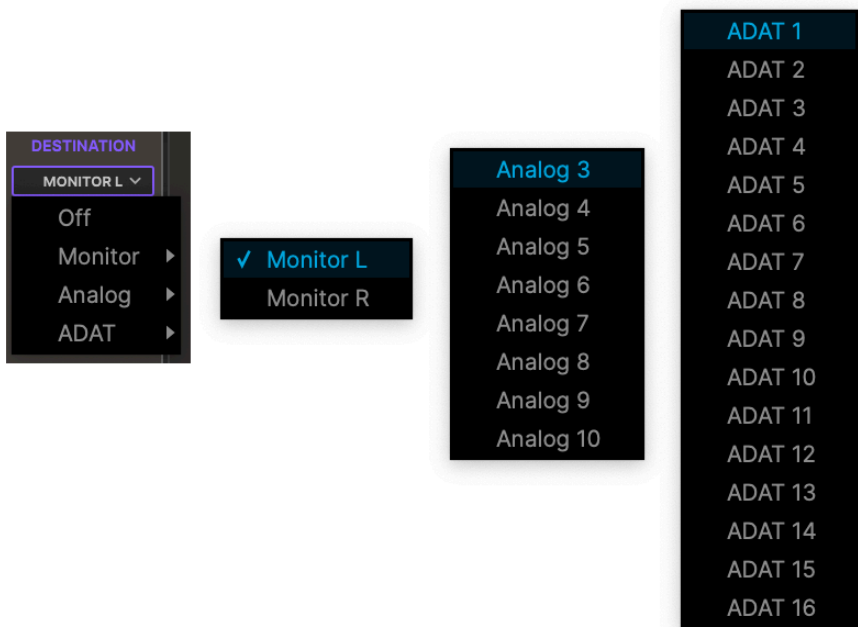 DESTINATION
MONITOR L
Off
Monitor
Analog
ADAT
✓ Monitor L
Monitor R
Analog 3
Analog 4
Analog 5
Analog 6
Analog 7
Analog 8
Analog 9
Analog 10
ADAT 1
ADAT 2
ADAT 3
ADAT 4
ADAT 5
ADAT 6
ADAT 7
ADAT 8
ADAT 9
ADAT 10
ADAT 11
ADAT 12
ADAT 13
ADAT 14
ADAT 15
ADAT 16